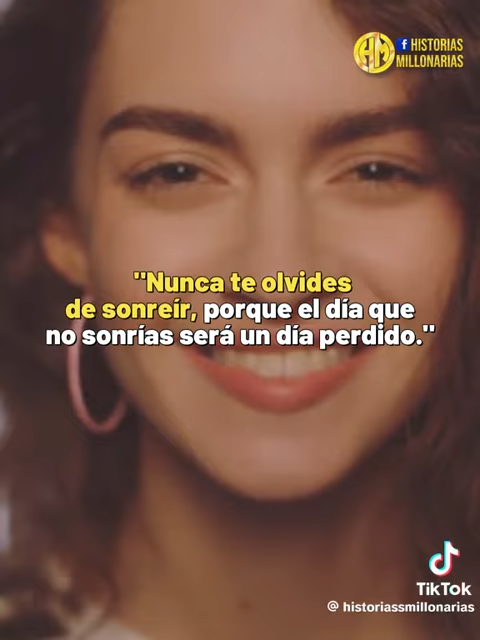 HM
HISTORIAS
MILLONARIAS
"Nunca te olvides
de sonreír, porque el día que
no sonrías será un día perdido."
TikTok
@ historiassmillonarias